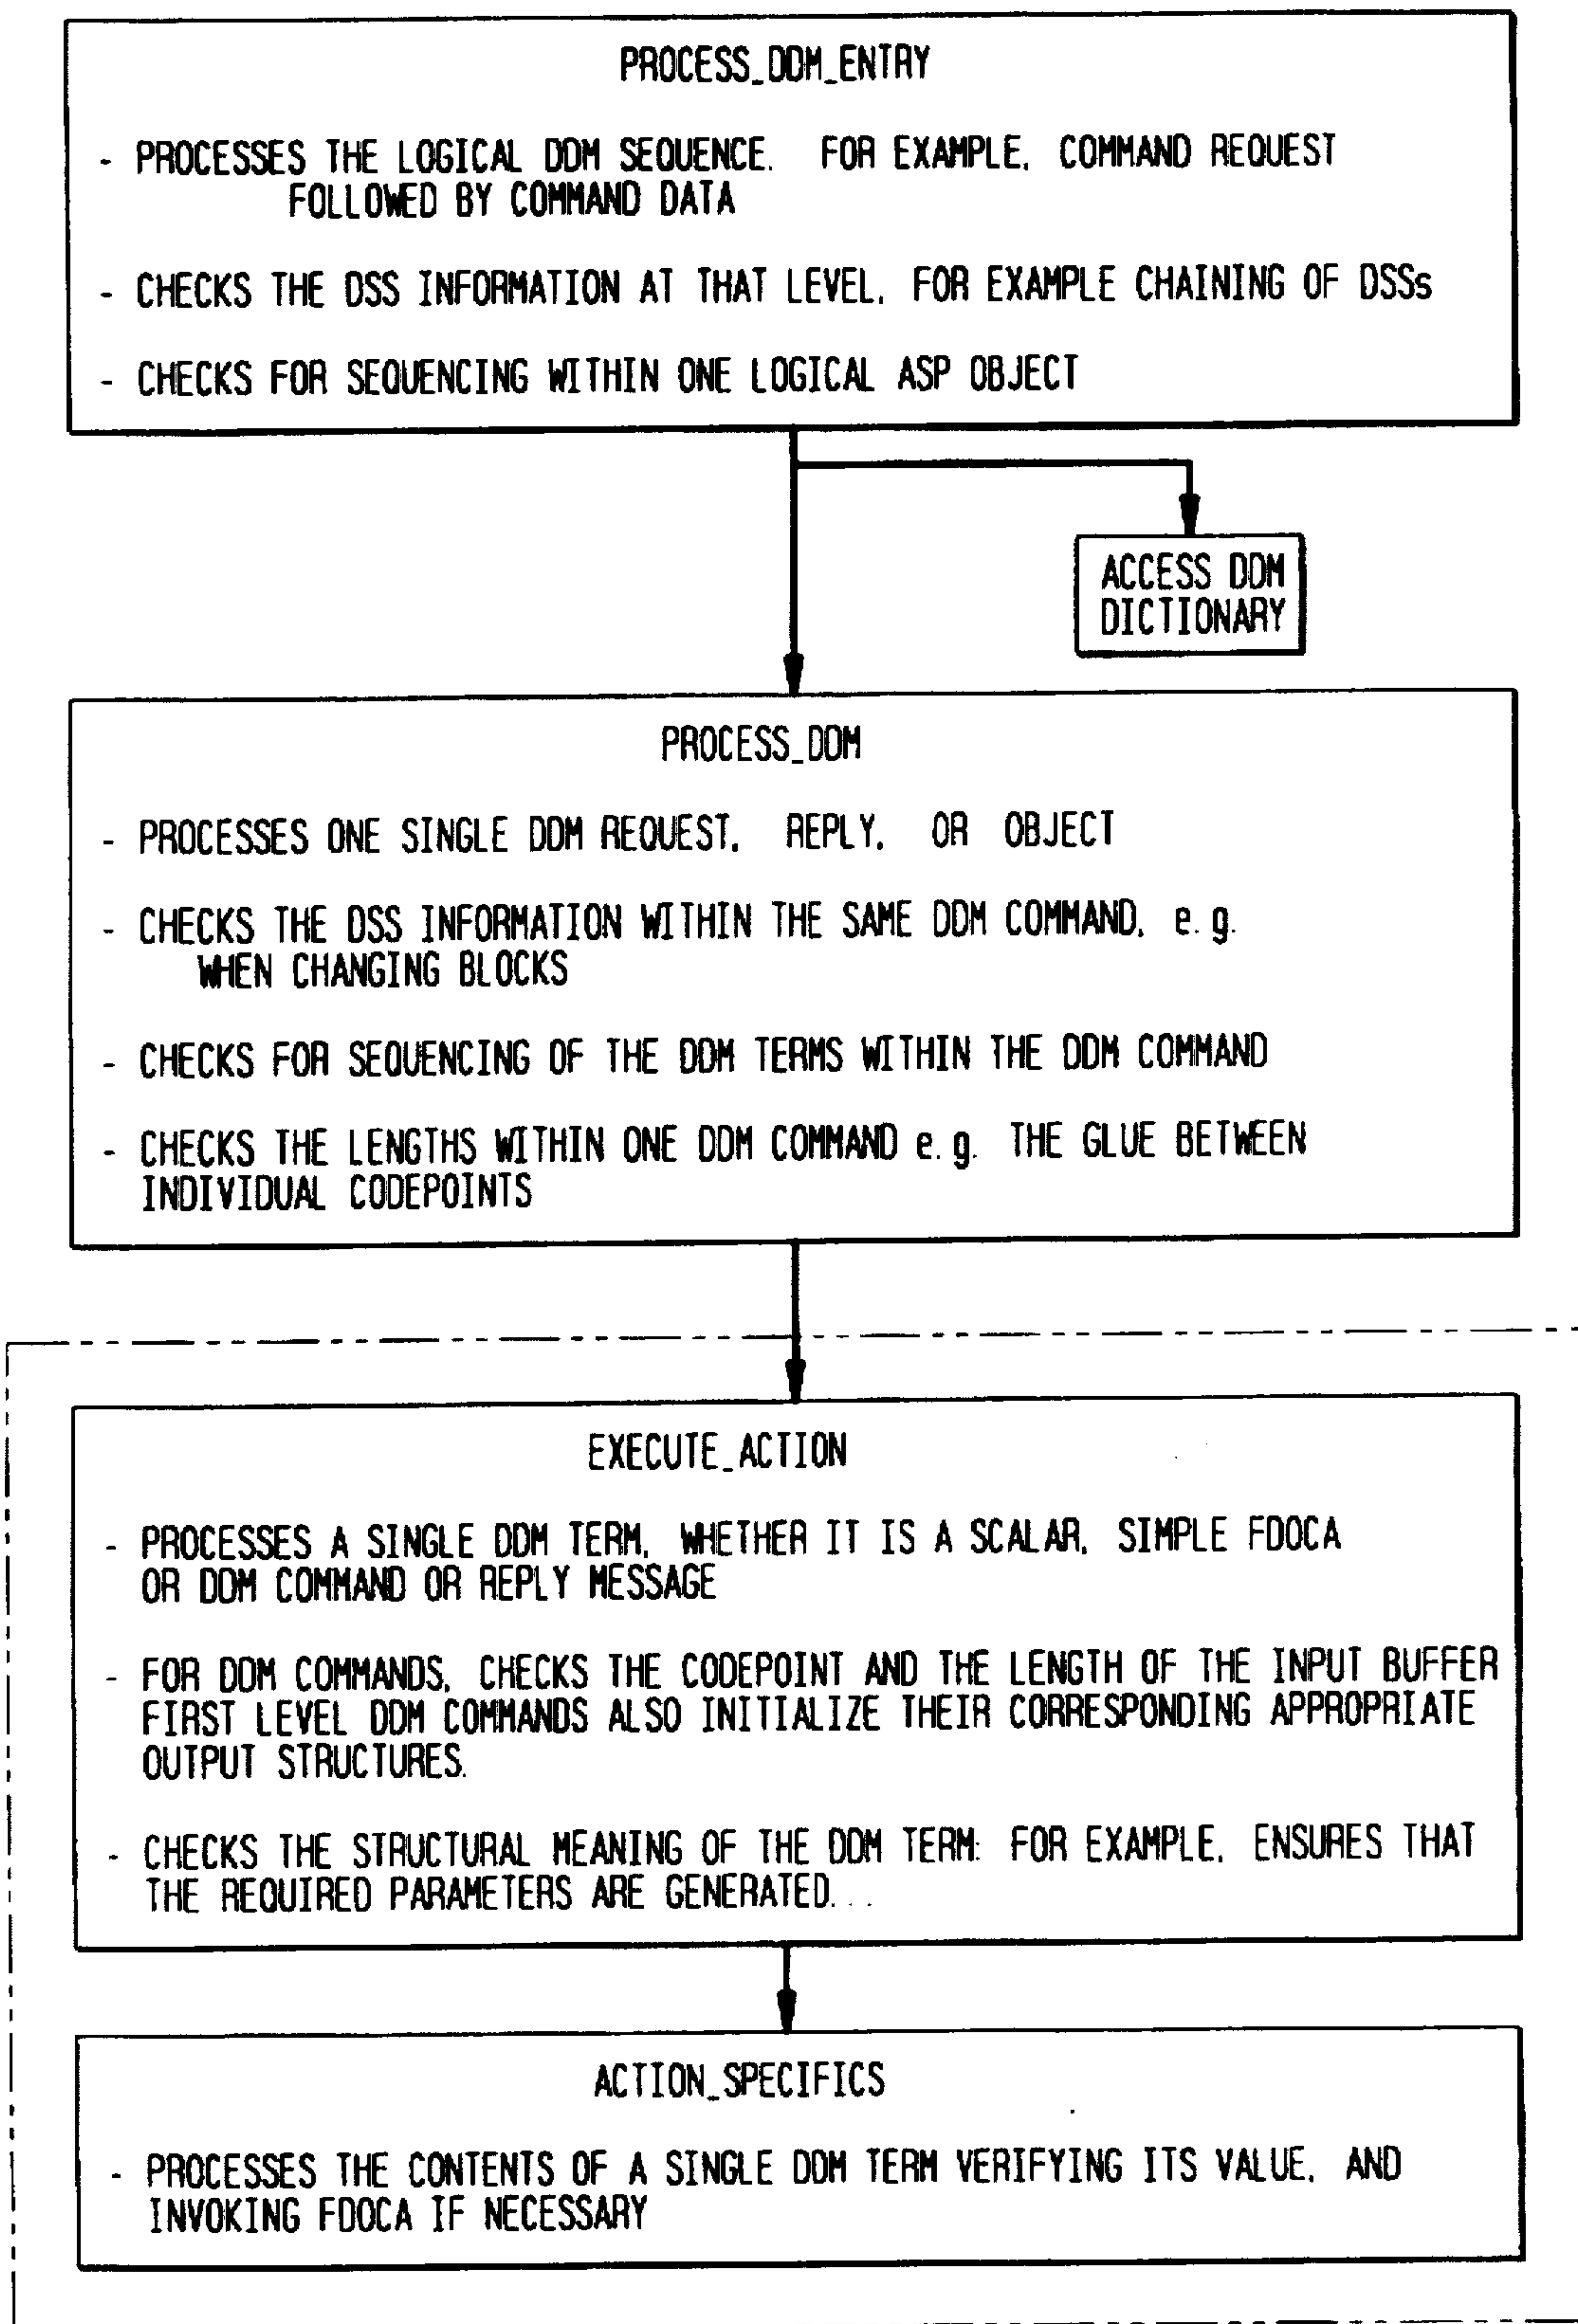 PROCESS_DDM_ENTRY
- PROCESSES THE LOGICAL DDM SEQUENCE. FOR EXAMPLE, COMMAND REQUEST
FOLLOWED BY COMMAND DATA
- CHECKS THE DSS INFORMATION AT THAT LEVEL, FOR EXAMPLE CHAINING OF DSSs
- CHECKS FOR SEQUENCING WITHIN ONE LOGICAL ASP OBJECT
ACCESS DDM
DICTIONARY
PROCESS_DDM
- PROCESSES ONE SINGLE DDM REQUEST, REPLY, OR OBJECT
- CHECKS THE DSS INFORMATION WITHIN THE SAME DDM COMMAND, e.g.
WHEN CHANGING BLOCKS
- CHECKS FOR SEQUENCING OF THE DDM TERMS WITHIN THE DDM COMMAND
- CHECKS THE LENGTHS WITHIN ONE DDM COMMAND e.g. THE GLUE BETWEEN
INDIVIDUAL CODEPOINTS
EXECUTE_ACTION
- PROCESSES A SINGLE DDM TERM, WHETHER IT IS A SCALAR, SIMPLE FDOCA
OR DDM COMMAND OR REPLY MESSAGE
- FOR DDM COMMANDS, CHECKS THE CODEPOINT AND THE LENGTH OF THE INPUT BUFFER
FIRST LEVEL DDM COMMANDS ALSO INITIALIZE THEIR CORRESPONDING APPROPRIATE
OUTPUT STRUCTURES.
- CHECKS THE STRUCTURAL MEANING OF THE DDM TERM: FOR EXAMPLE, ENSURES THAT
THE REQUIRED PARAMETERS ARE GENERATED...
ACTION_SPECIFICS
- PROCESSES THE CONTENTS OF A SINGLE DDM TERM VERIFYING ITS VALUE, AND
INVOKING FDOCA IF NECESSARY